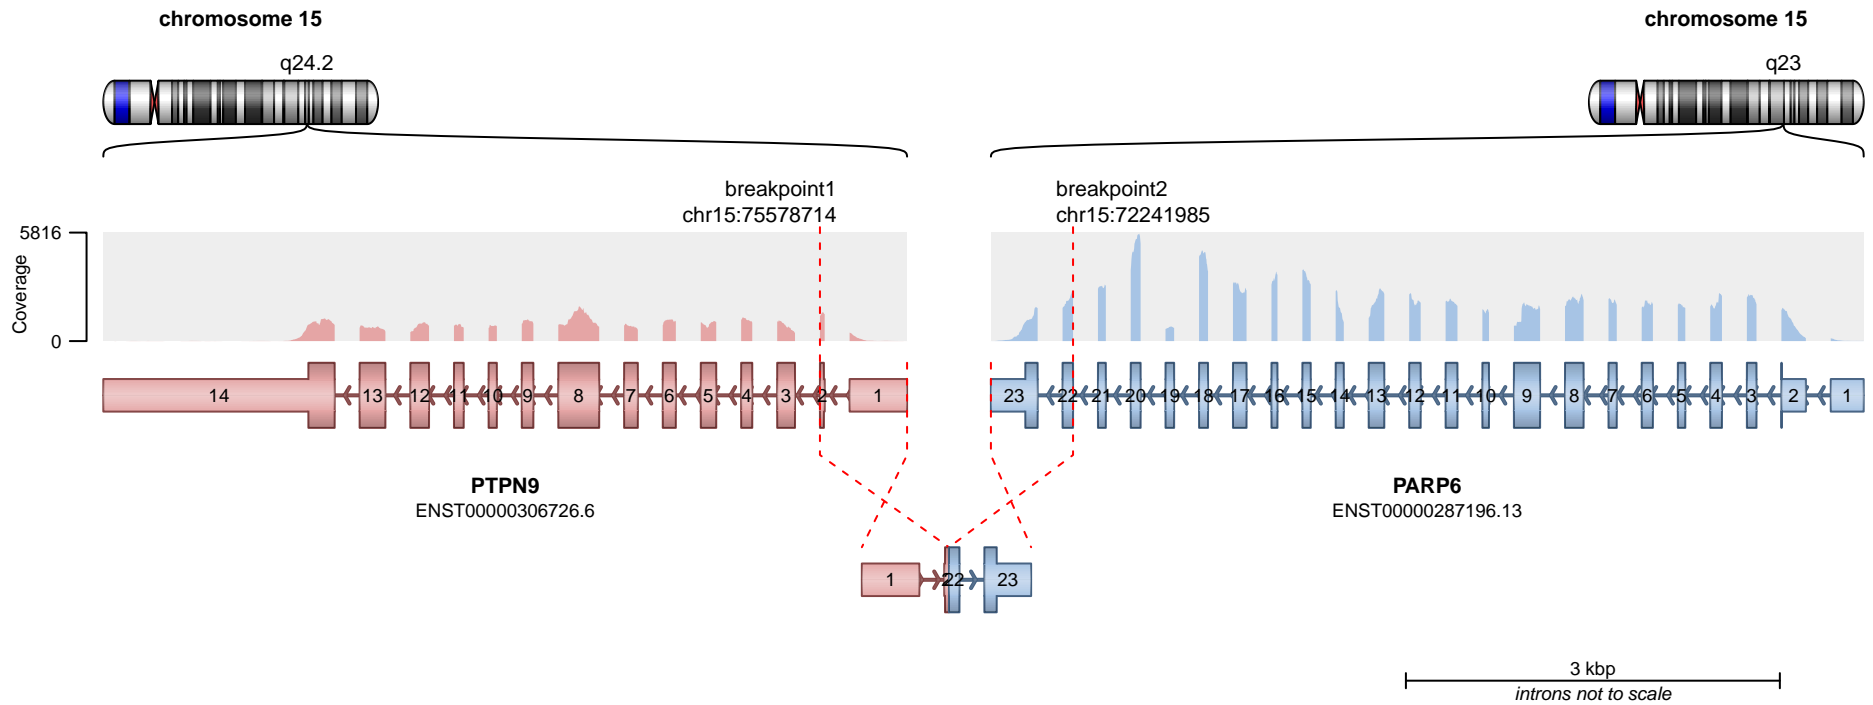 chromosome 15
chromosome 15
q24.2
q23
breakpoint1
chr15:75578714
breakpoint2
chr15:72241985
5816
Coverage
0
14 13 12 11 10 9 8 7 6 5 4 3 2 1
23 22 21 20 19 18 17 16 15 14 13 12 11 10 9 8 7 6 5 4 3 2 1
PTPN9
ENST00000306726.6
PARP6
ENST00000287196.13
1 22 23
3 kbp
introns not to scale